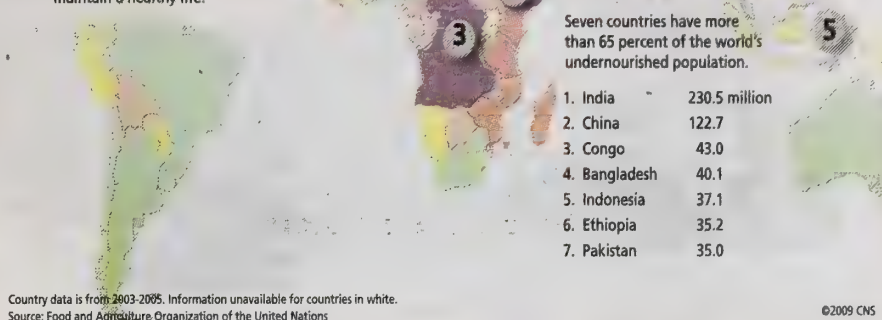 maintain a healthy life.
3
5
Seven countries have more
than 65 percent of the world's
undernourished population.
1. India 230.5 million
2. China 122.7
3. Congo 43.0
4. Bangladesh 40.1
5. Indonesia 37.1
6. Ethiopia 35.2
7. Pakistan 35.0
Country data is from 2003-2005. Information unavailable for countries in white.
Source: Food and Agriculture Organization of the United Nations
©2009 CNS